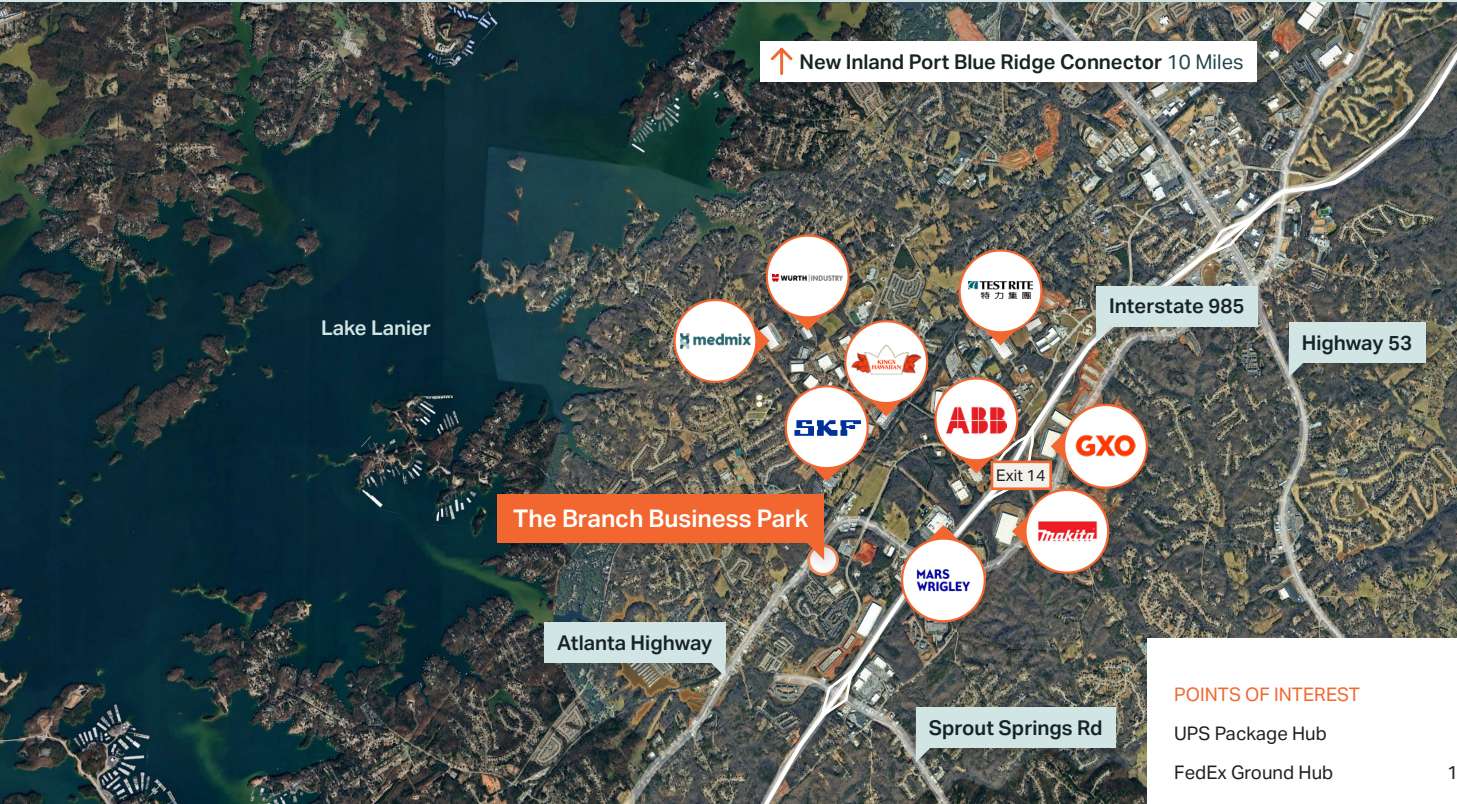 New Inland Port Blue Ridge Connector 10 Miles
WURTH INDUSTRY
TEST RITE
特力集團
Interstate 985
Lake Lanier
medmix
Highway 53
KING'S
HAWAIIAN
SKF
ABB
GXO
Exit 14
The Branch Business Park
makita
MARS
WRIGLEY
Atlanta Highway
Sprout Springs Rd
POINTS OF INTEREST
UPS Package Hub
FedEx Ground Hub 1